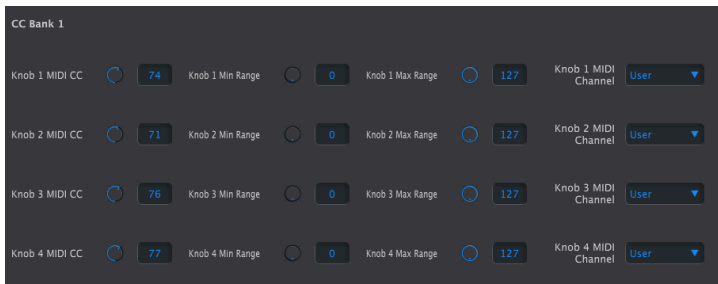 CC Bank 1
Knob 1 MIDI CC 74 Knob 1 Min Range 0 Knob 1 Max Range 127 Knob 1 MIDI Channel User
Knob 2 MIDI CC 71 Knob 2 Min Range 0 Knob 2 Max Range 127 Knob 2 MIDI Channel User
Knob 3 MIDI CC 76 Knob 3 Min Range 0 Knob 3 Max Range 127 Knob 3 MIDI Channel User
Knob 4 MIDI CC 77 Knob 4 Min Range 0 Knob 4 Max Range 127 Knob 4 MIDI Channel User